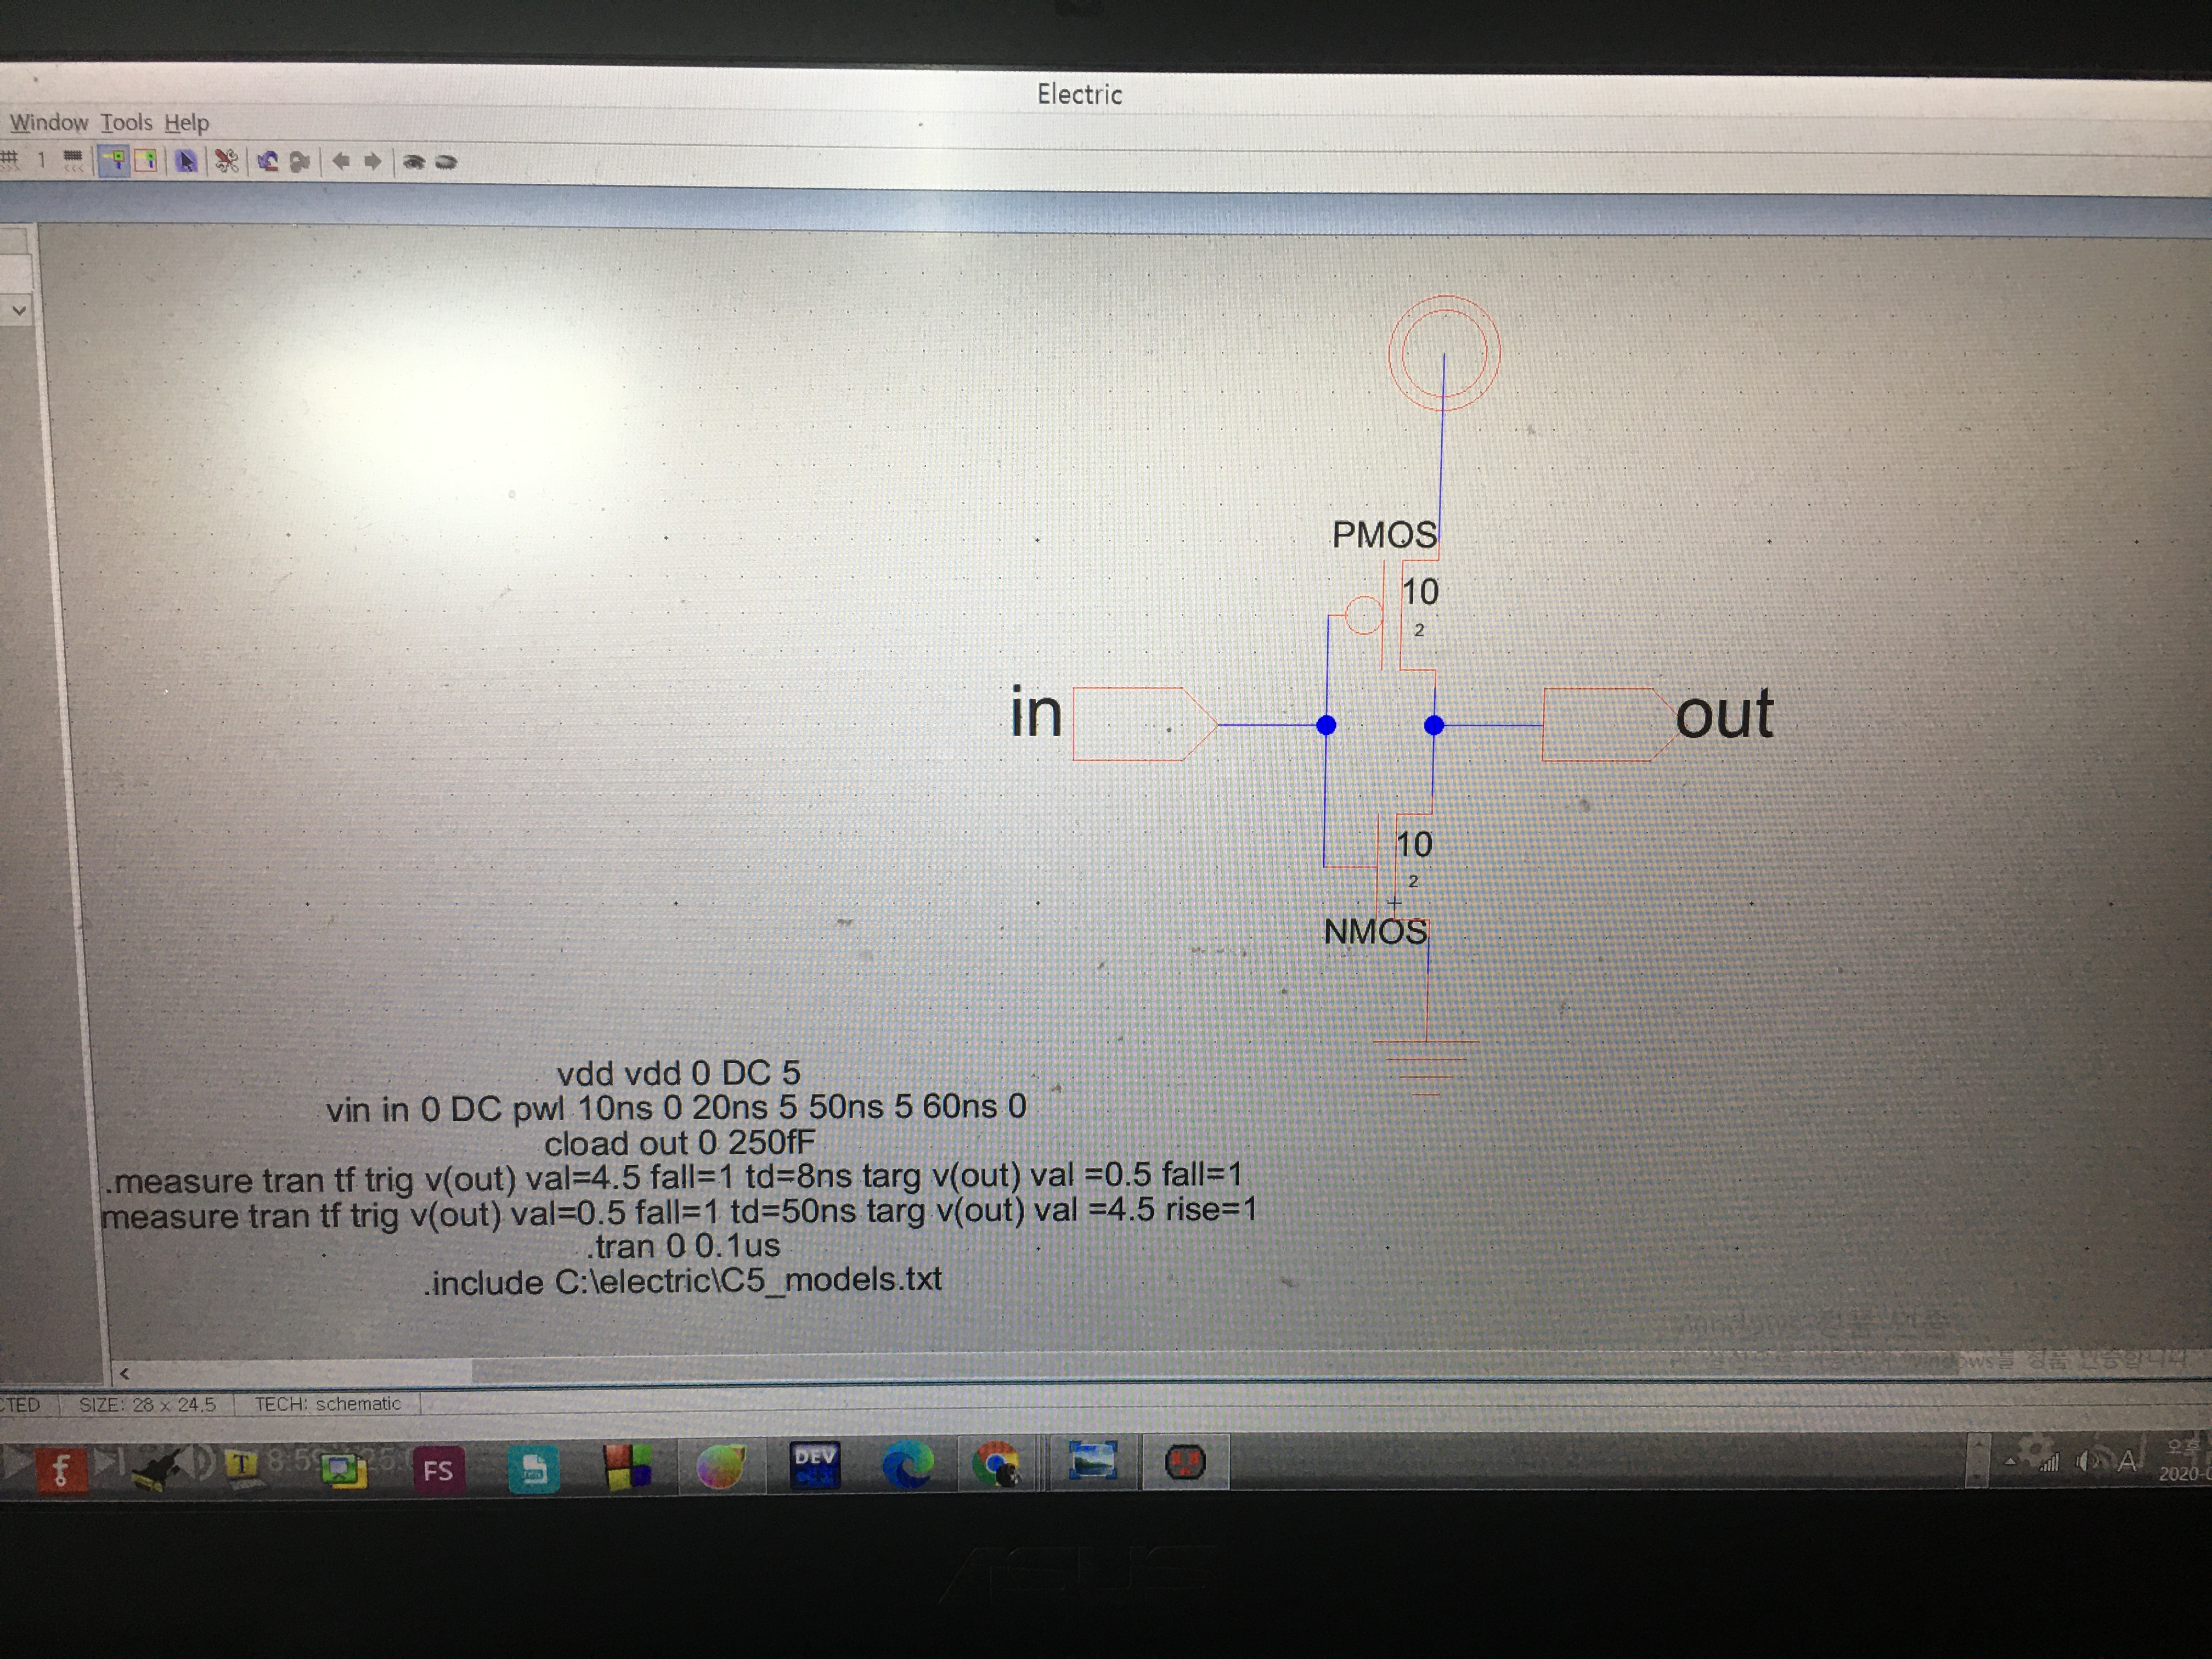 Electric
Window Tools Help
1
PMOS
10
2
in
out
10
2
NMOS
vdd vdd 0 DC 5
vin in 0 DC pwl 10ns 0 20ns 5 50ns 5 60ns 0
cload out 0 250fF
.measure tran tf trig v(out) val=4.5 fall=1 td=8ns targ v(out) val =0.5 fall=1
measure tran tf trig v(out) val=0.5 fall=1 td=50ns targ v(out) val =4.5 rise=1
.tran 0 0.1us
.include C:\electric\C5_models.txt
CTED SIZE: 28 x 24.5 TECH: schematic
T
FS
DEV
A
2020-0
ASUS